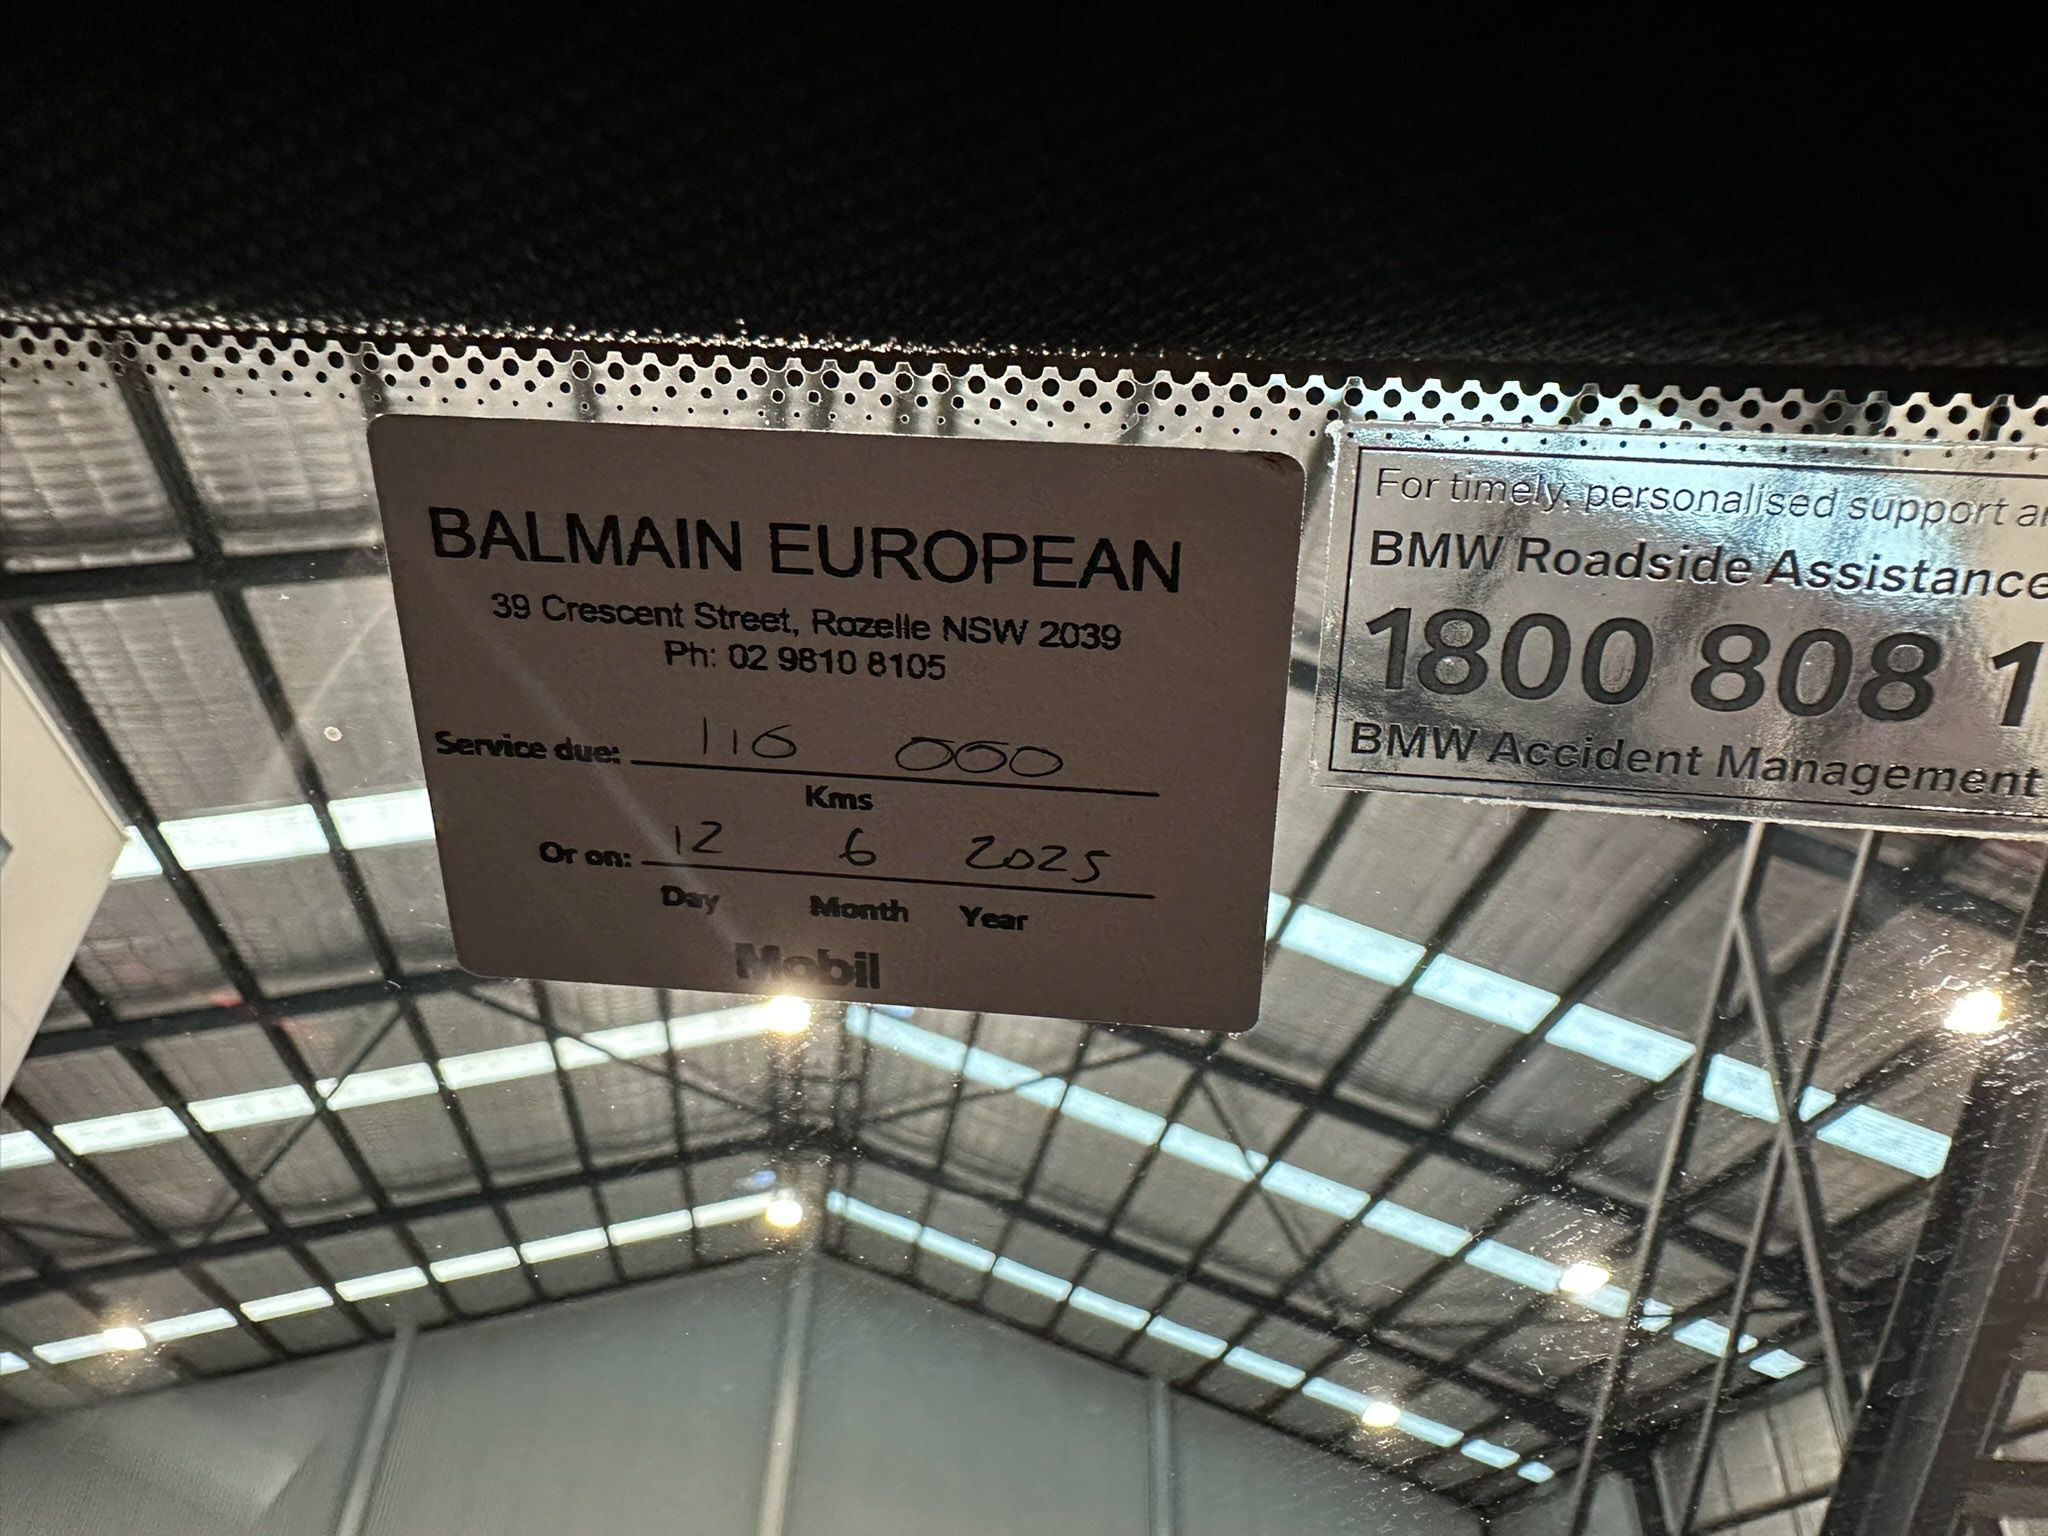 BALMAIN EUROPEAN
39 Crescent Street, Rozelle NSW 2039
Ph: 02 9810 8105
Service due: 116 000
Kms
Or on: 12 6 2025
Day Month Year
Mobil
For timely, personalised support
BMW Roadside Assistance
1800 808 1
BMW Accident Management